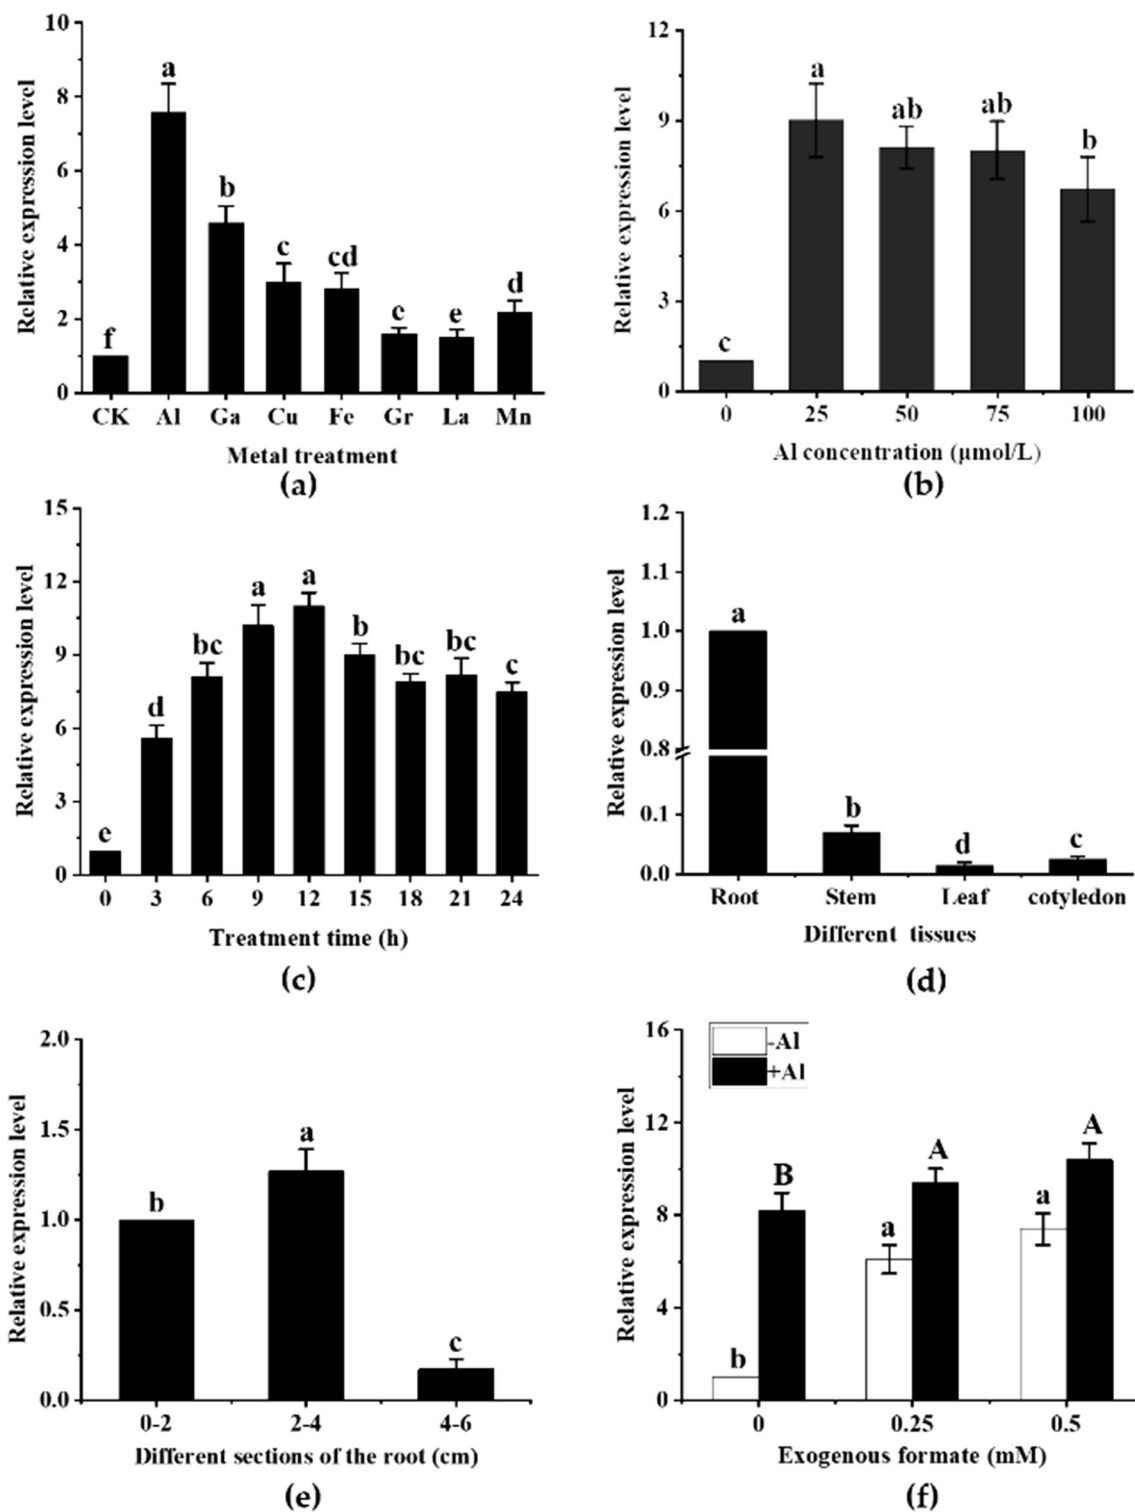 Relative expression level
10
8
6
4
2
0
a
b
c
cd
c
e
d
f
CK Al Ga Cu Fe Gr La Mn
Metal treatment
(a)
Relative expression level
12
9
6
3
0
c
a
ab
ab
b
0 25 50 75 100
Al concentration (μmol/L)
(b)
Relative expression level
15
12
9
6
3
0
e
d
bc
a
a
b
bc
bc
c
0 3 6 9 12 15 18 21 24
Treatment time (h)
(c)
Relative expression level
1.2
1.1
1.0
0.9
0.8
0.1
0.0
a
b
d
c
Root Stem Leaf cotyledon
Different tissues
(d)
Relative expression level
2.0
1.5
1.0
0.5
0.0
b
a
c
0-2 2-4 4-6
Different sections of the root (cm)
(e)
Relative expression level
16
12
8
4
0
-Al
+Al
b
B
a
A
a
A
0 0.25 0.5
Exogenous formate (mM)
(f)